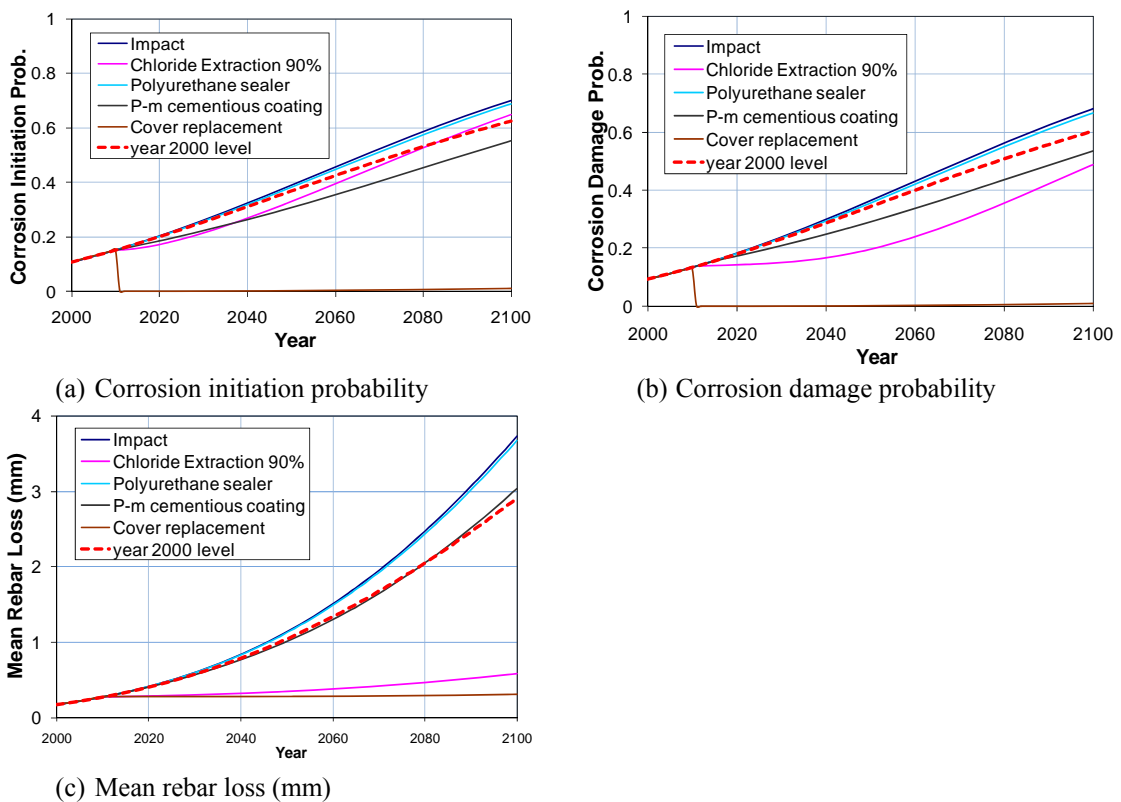 Corrosion Initiation Prob.
1
0.8
0.6
0.4
0.2
0
Impact
Chloride Extraction 90%
Polyurethane sealer
P-m cementious coating
Cover replacement
year 2000 level
2000 2020 2040 2060 2080 2100
Year
(a) Corrosion initiation probability
Corrosion Damage Prob.
1
0.8
0.6
0.4
0.2
0
Impact
Chloride Extraction 90%
Polyurethane sealer
P-m cementious coating
Cover replacement
year 2000 level
2000 2020 2040 2060 2080 2100
Year
(b) Corrosion damage probability
Mean Rebar Loss (mm)
4
3
2
1
0
Impact
Chloride Extraction 90%
Polyurethane sealer
P-m cementious coating
Cover replacement
year 2000 level
2000 2020 2040 2060 2080 2100
Year
(c) Mean rebar loss (mm)